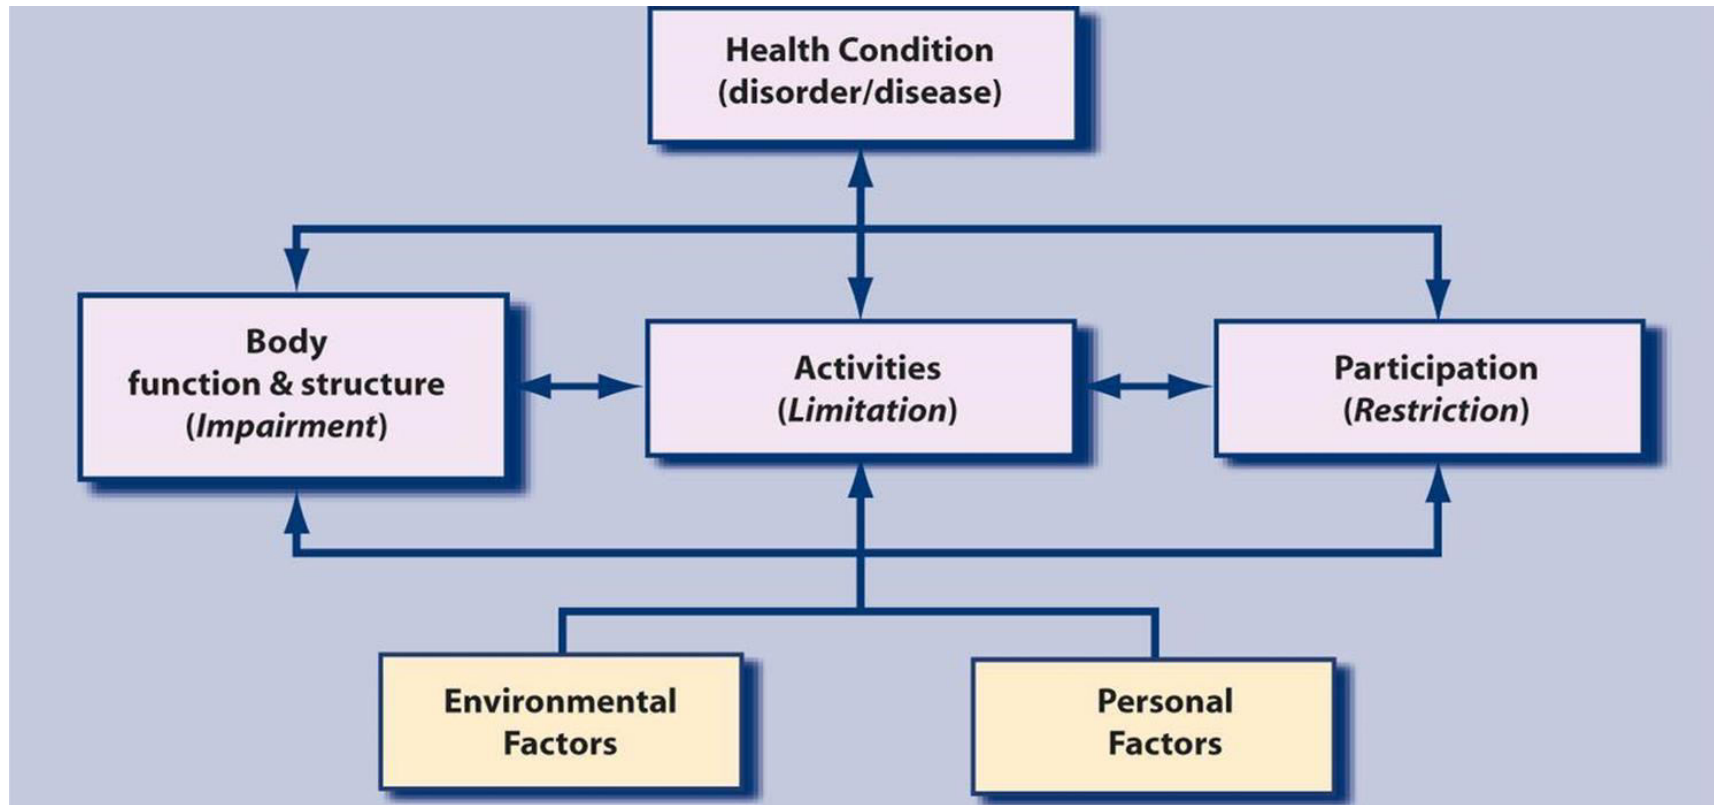 Health Condition
(disorder/disease)
Body
function & structure
(Impairment)
Activities
(Limitation)
Participation
(Restriction)
Environmental
Factors
Personal
Factors